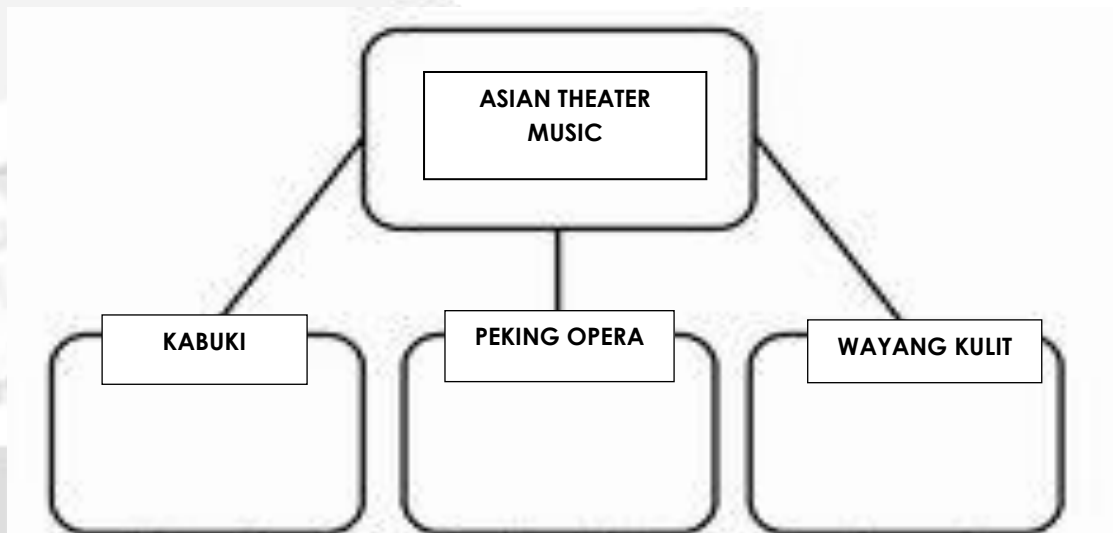 ASIAN THEATER
MUSIC
KABUKI
PEKING OPERA
WAYANG KULIT